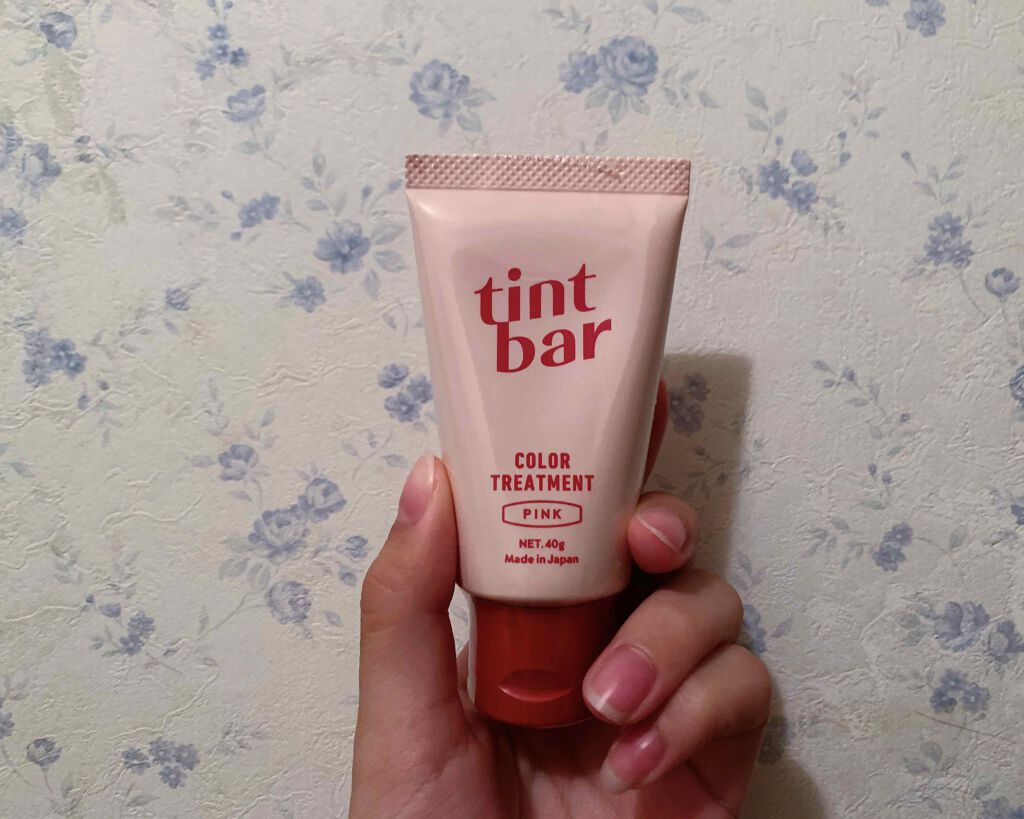 tint
bar
COLOR
TREATMENT
PINK
NET. 40g
Made in Japan